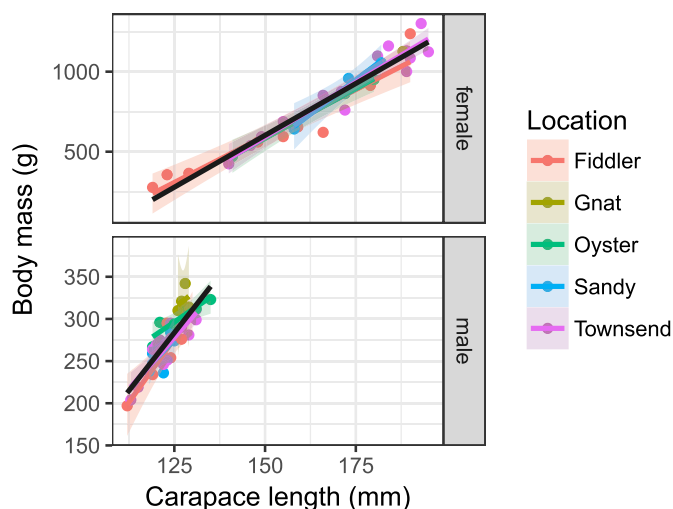 1000
500
female
350
300
250
200
150
male
125
150
175
Carapace length (mm)
Body mass (g)
Location
Fiddler
Gnat
Oyster
Sandy
Townsend